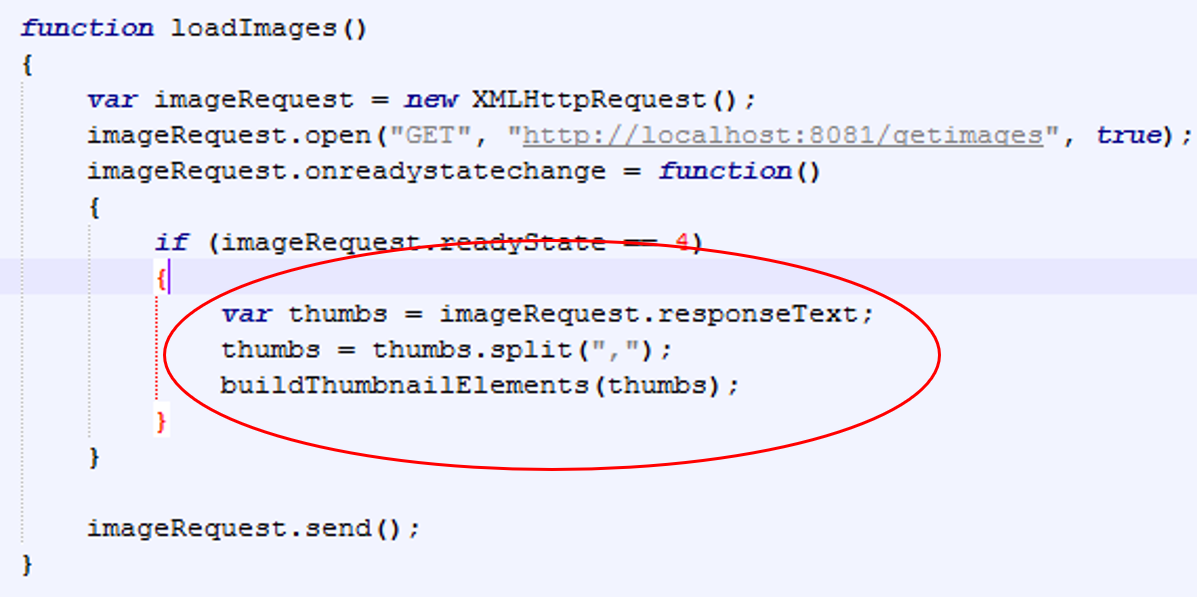 function loadImages()
{
var imageRequest = new XMLHttpRequest();
imageRequest.open("GET", "http://localhost:8081/getimages", true);
imageRequest.onreadystatechange = function()
{
if (imageRequest.readyState == 4)
{
var thumbs = imageRequest.responseText;
thumbs = thumbs.split(",");
buildThumbnailElements(thumbs);
}
}
imageRequest.send();
}